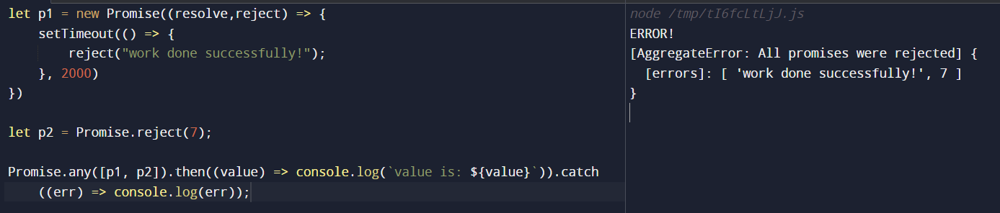 let p1 = new Promise((resolve,reject) => {
    setTimeout(() => {
        reject("work done successfully!");
    }, 2000)
})

let p2 = Promise.reject(7);

Promise.any([p1, p2]).then((value) => console.log(`value is: ${value}`)).catch
    ((err) => console.log(err));
node /tmp/tI6fcLtLjJ.js
ERROR!
[AggregateError: All promises were rejected] {
  [errors]: [ 'work done successfully!', 7 ]
}